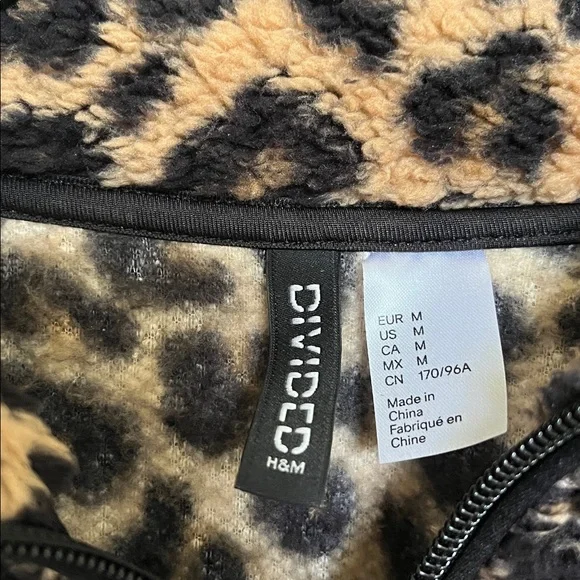 DIVIDED
H&M
EUR M
US M
CA M
MX M
CN 170/96A
Made in
China
Fabriqué en
Chine